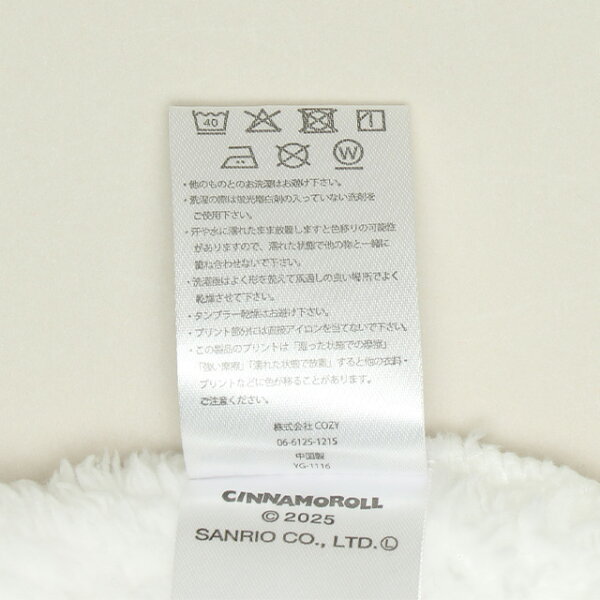 40
・他のものとのお洗濯はお避け下さい。
・洗濯の際は蛍光増白剤の入っていない洗剤を
ご使用下さい。
・汗や水に濡れたまま放置しますと色移りの可能性
がありますので、濡れた状態で他の物と一緒に
重ね合わせないで下さい。
・洗濯後はよく形を整えて風通しの良い場所でよく
乾燥させて下さい。
・タンブラー乾燥はお避け下さい。
・プリント部分には直接アイロンを当てないで下さい。
・この製品のプリントは「湿った状態での摩擦」
「強い摩擦」「濡れた状態で放置」すると他の衣料・
プリントなどに色が移ることがあります。
ご注意ください。
株式会社 COZY
06-6125-1215
中国製
YG-1116
CINNAMOROLL
© 2025
SANRIO CO., LTD. Ⓛ